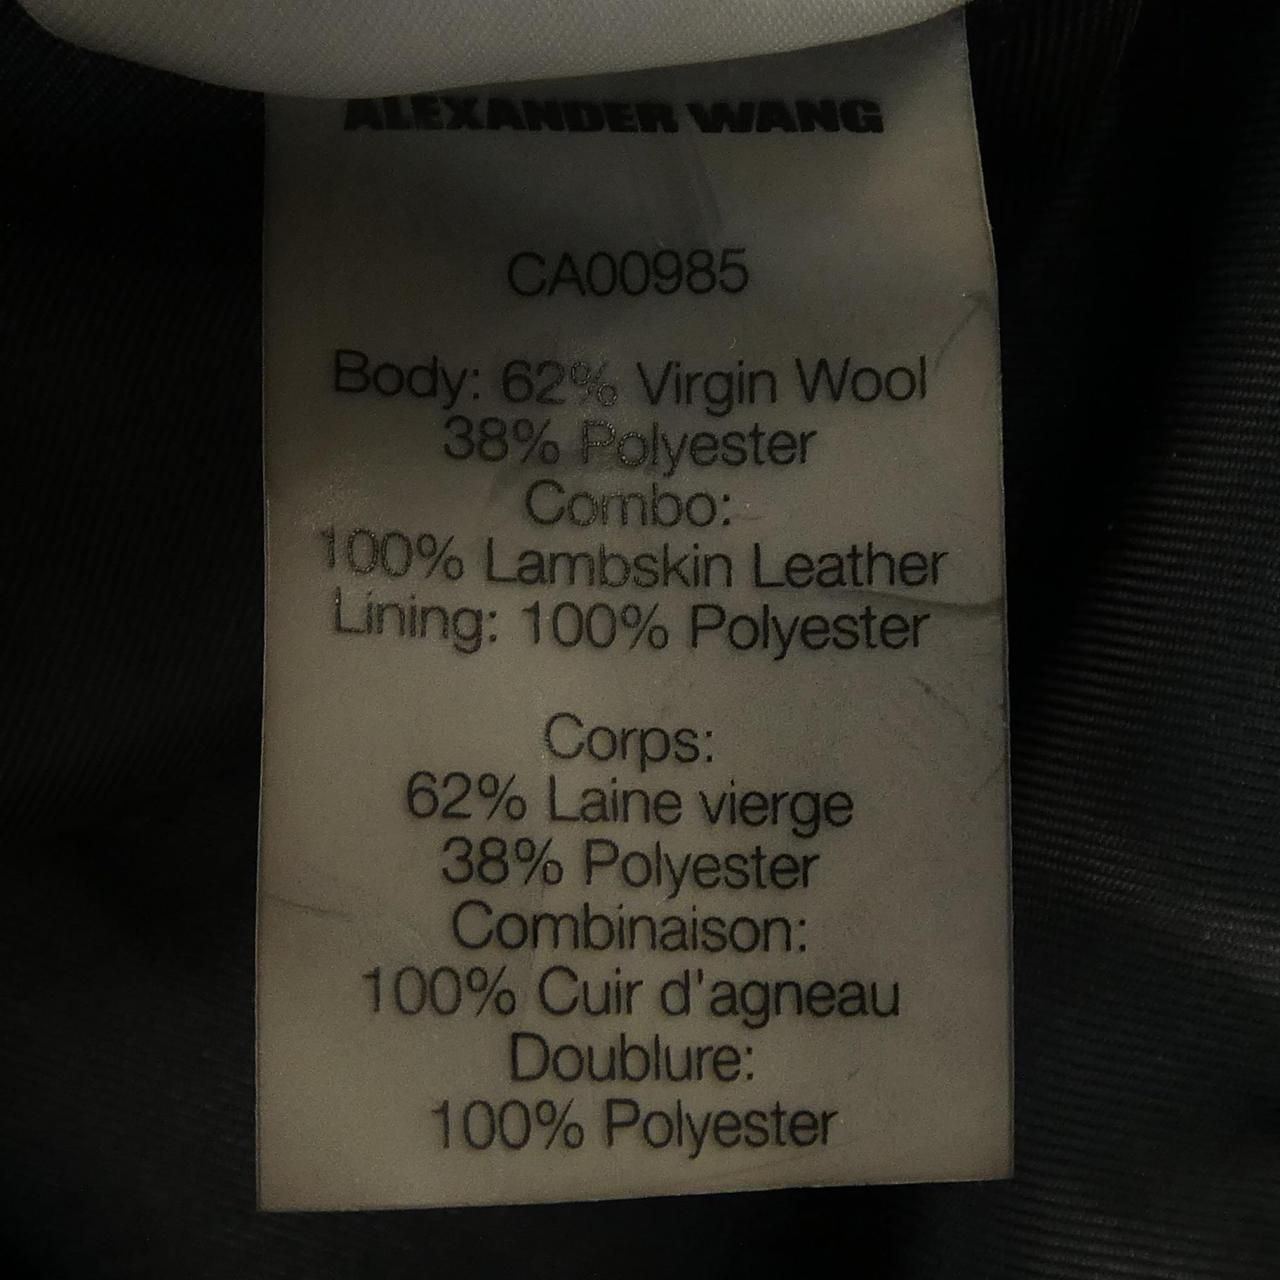 ALEXANDER WANG
CA00985
Body: 62% Virgin Wool
38% Polyester
Combo:
100% Lambskin Leather
Lining: 100% Polyester
Corps:
62% Laine vierge
38% Polyester
Combinaison:
100% Cuir d'agneau
Doublure:
100% Polyester